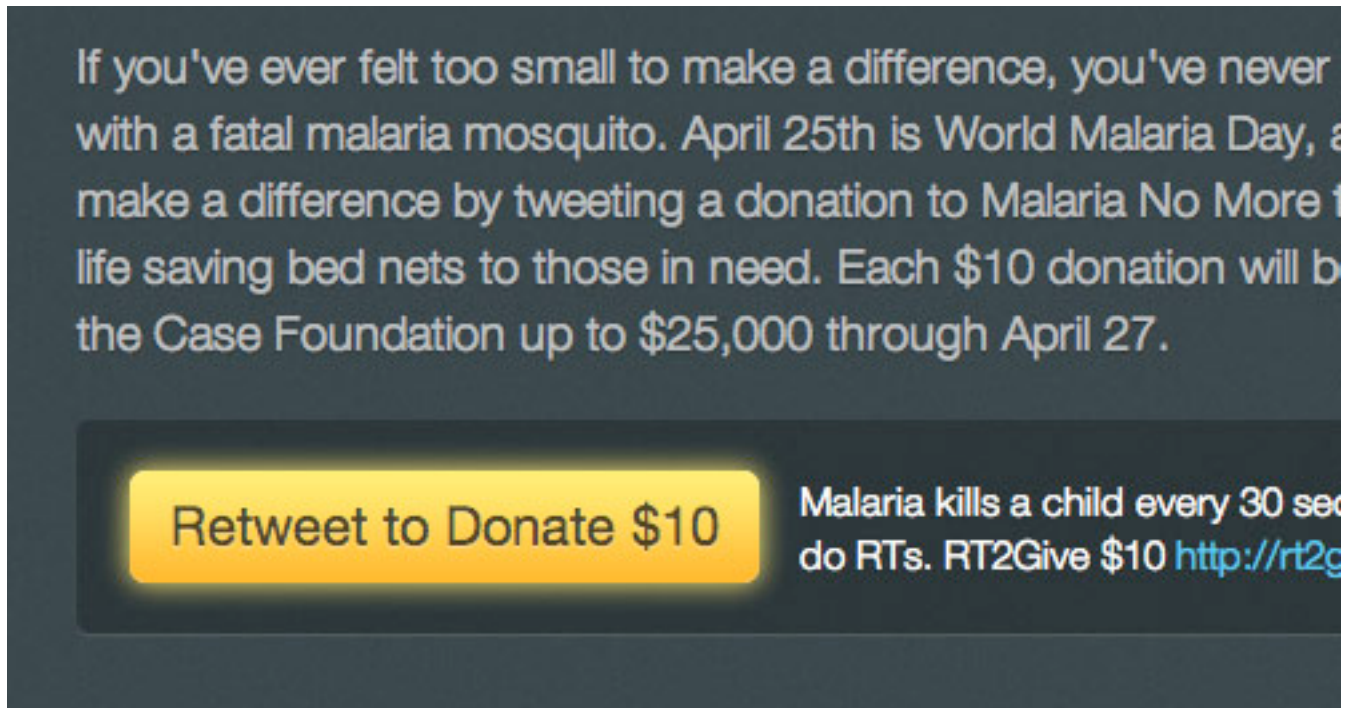 If you've ever felt too small to make a difference, you've never
with a fatal malaria mosquito. April 25th is World Malaria Day,
make a difference by tweeting a donation to Malaria No More
life saving bed nets to those in need. Each $10 donation will
the Case Foundation up to $25,000 through April 27.
Retweet to Donate $10
Malaria kills a child every 30
do RTs. RT2Give $10 http://rt2g